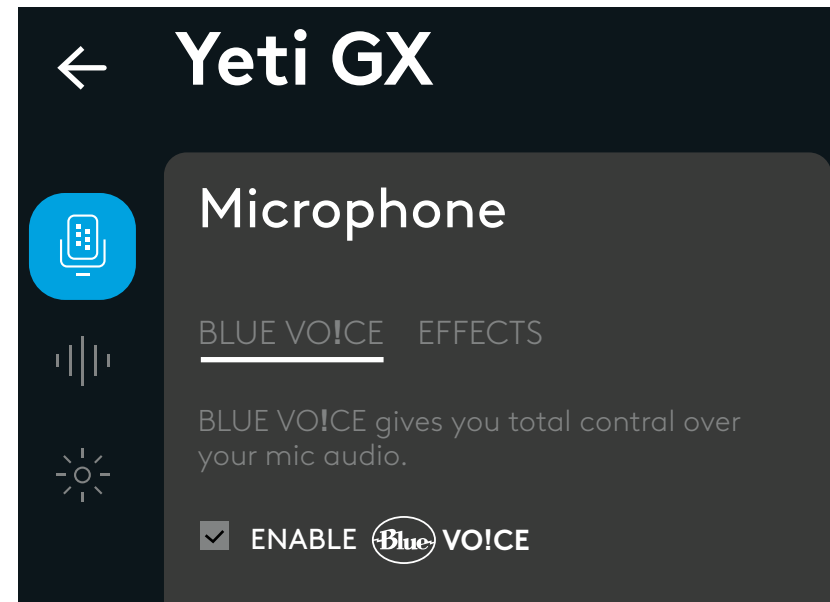 Yeti GX
Microphone
BLUE VO!CE EFFECTS
BLUE VO!CE gives you total contral over
your mic audio.
ENABLE Blue VO!CE